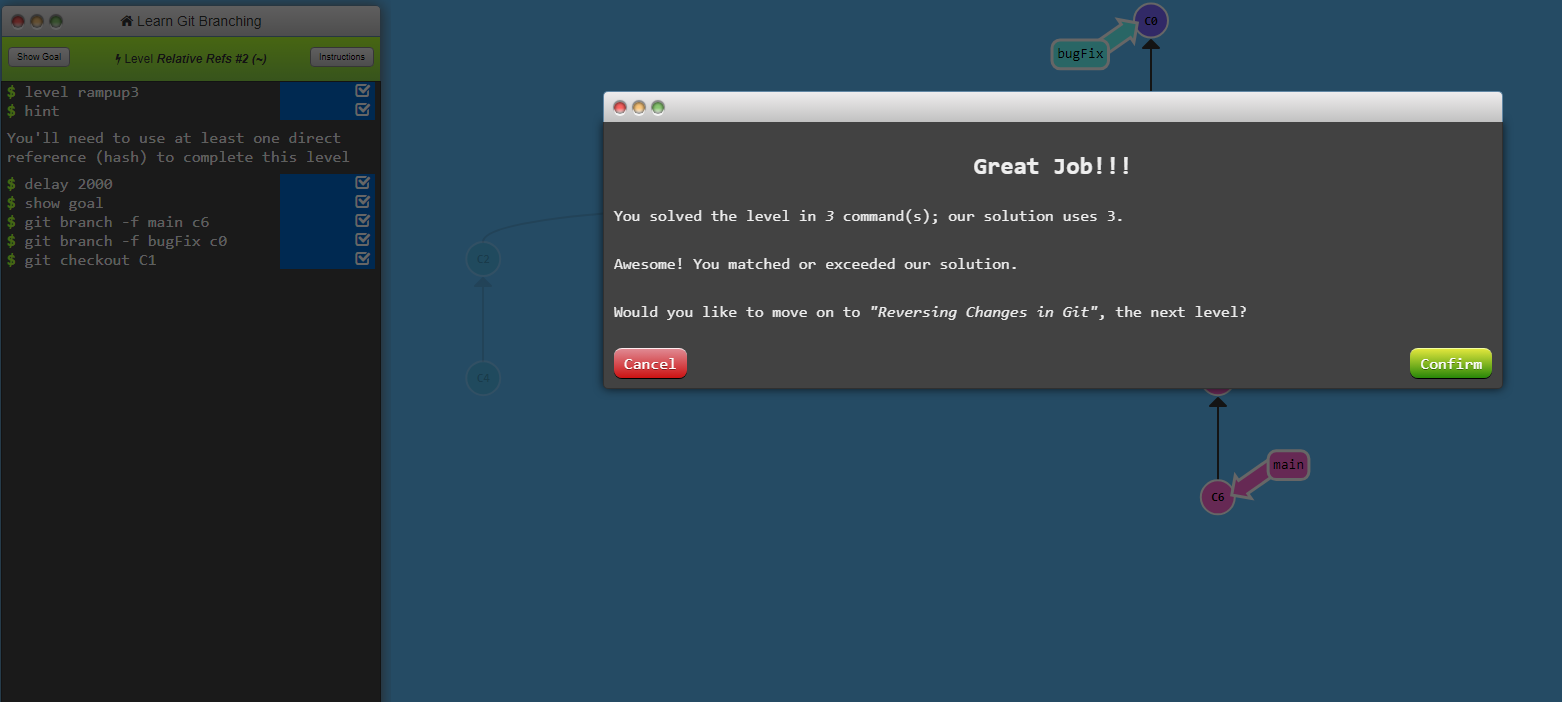 Learn Git Branching
Show Goal
Level Relative Refs #2 (~)
Instructions
$ level rampup3
$ hint
You'll need to use at least one direct
reference (hash) to complete this level
$ delay 2000
$ show goal
$ git branch -f main c6
$ git branch -f bugFix c0
$ git checkout C1
C0
bugFix
Great Job!!!
You solved the level in 3 command(s); our solution uses 3.
Awesome! You matched or exceeded our solution.
Would you like to move on to "Reversing Changes in Git", the next level?
Cancel
Confirm
C2
C4
main
C6